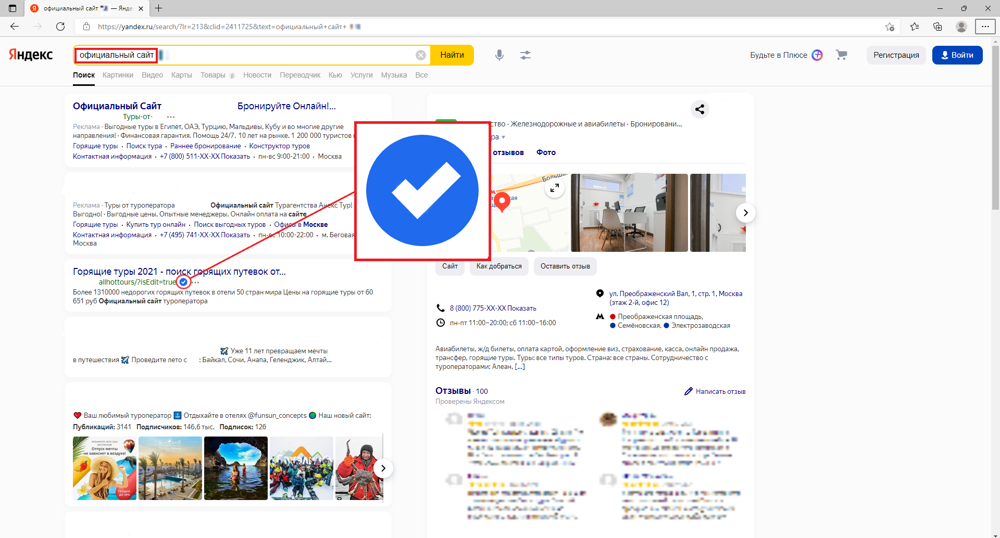 официальный сайт — Янде
https://yandex.ru/search/?lr=213&clid=2411725&text=официальный+сайт+
Яндекс
официальный сайт
Найти
Будьте в Плюсе
Регистрация
Войти
Поиск Картинки Видео Карты Товары β Новости Переводчик Кью Услуги Музыка Все
Официальный Сайт Бронируйте Онлайн!...
Туры-от-
Реклама · Выгодные туры в Египет, ОАЭ, Турцию, Мальдивы, Кубу и во многие другие
направления! · Финансовая гарантия. Помощь 24/7. 10 лет на рынке. 1 200 000 туристов
Горящие туры · Поиск тура · Раннее бронирование · Конструктор туров
Контактная информация · +7 (800) 511-XX-XX Показать · пн-вс 9:00-21:00 · Москва
Реклама · Туры от туроператора Официальный сайт Турагентства Анекс Тур!
Выгодно! · Выгодные цены. Опытные менеджеры. Онлайн оплата на сайте
Горящие туры · Купить тур онлайн · Поиск выгодных туров · Офисы в Москве
Контактная информация · +7 (495) 741-XX-XX Показать · пн-вс 10:00-22:00 · м. Беговая
Москва
Горящие туры 2021 - поиск горящих путевок от...
allhottours/?isEdit=true
Более 1310000 недорогих горящих путевок в отели 50 стран мира Цены на горящие туры от 60
651 руб Официальный сайт туроператора
Уже 11 лет превращаем мечты
в путешествия Проведите лето с : Байкал, Сочи, Анапа, Геленджик, Алтай...
Ваш любимый туроператор Отдыхайте в отелях @funsun_concepts Наш новый сайт:
Публикаций: 3141 Подписчиков: 146,6 тыс. Подписок: 126
БРОНИРУЙТЕ ЛЕТО 2022
БЕЗ РИСКОВ!
Отпуск мечты
не зависнет в воздухе!
СКИДКИ
ДО 40%
SUNRISE
ство · Железнодорожные и авиабилеты · Бронировани...
ра
отзывов Фото
Больша
Сайт Как добраться Оставить отзыв
ул. Преображенский Вал, 1, стр. 1, Москва
(этаж 2-й, офис 12)
8 (800) 775-XX-XX Показать
Преображенская площадь,
пн-пт 11:00–20:00; сб 11:00–16:00
Семёновская, Электрозаводская
Авиабилеты, ж/д билеты, оплата картой, оформление виз, страхование, касса, онлайн продажа,
трансфер, горящие туры. Туры: все типы туров. Страна: все страны. Сотрудничество с
туроператорами: Алеан, [...]
Отзывы · 100
Написать отзыв
Проверены Яндексом